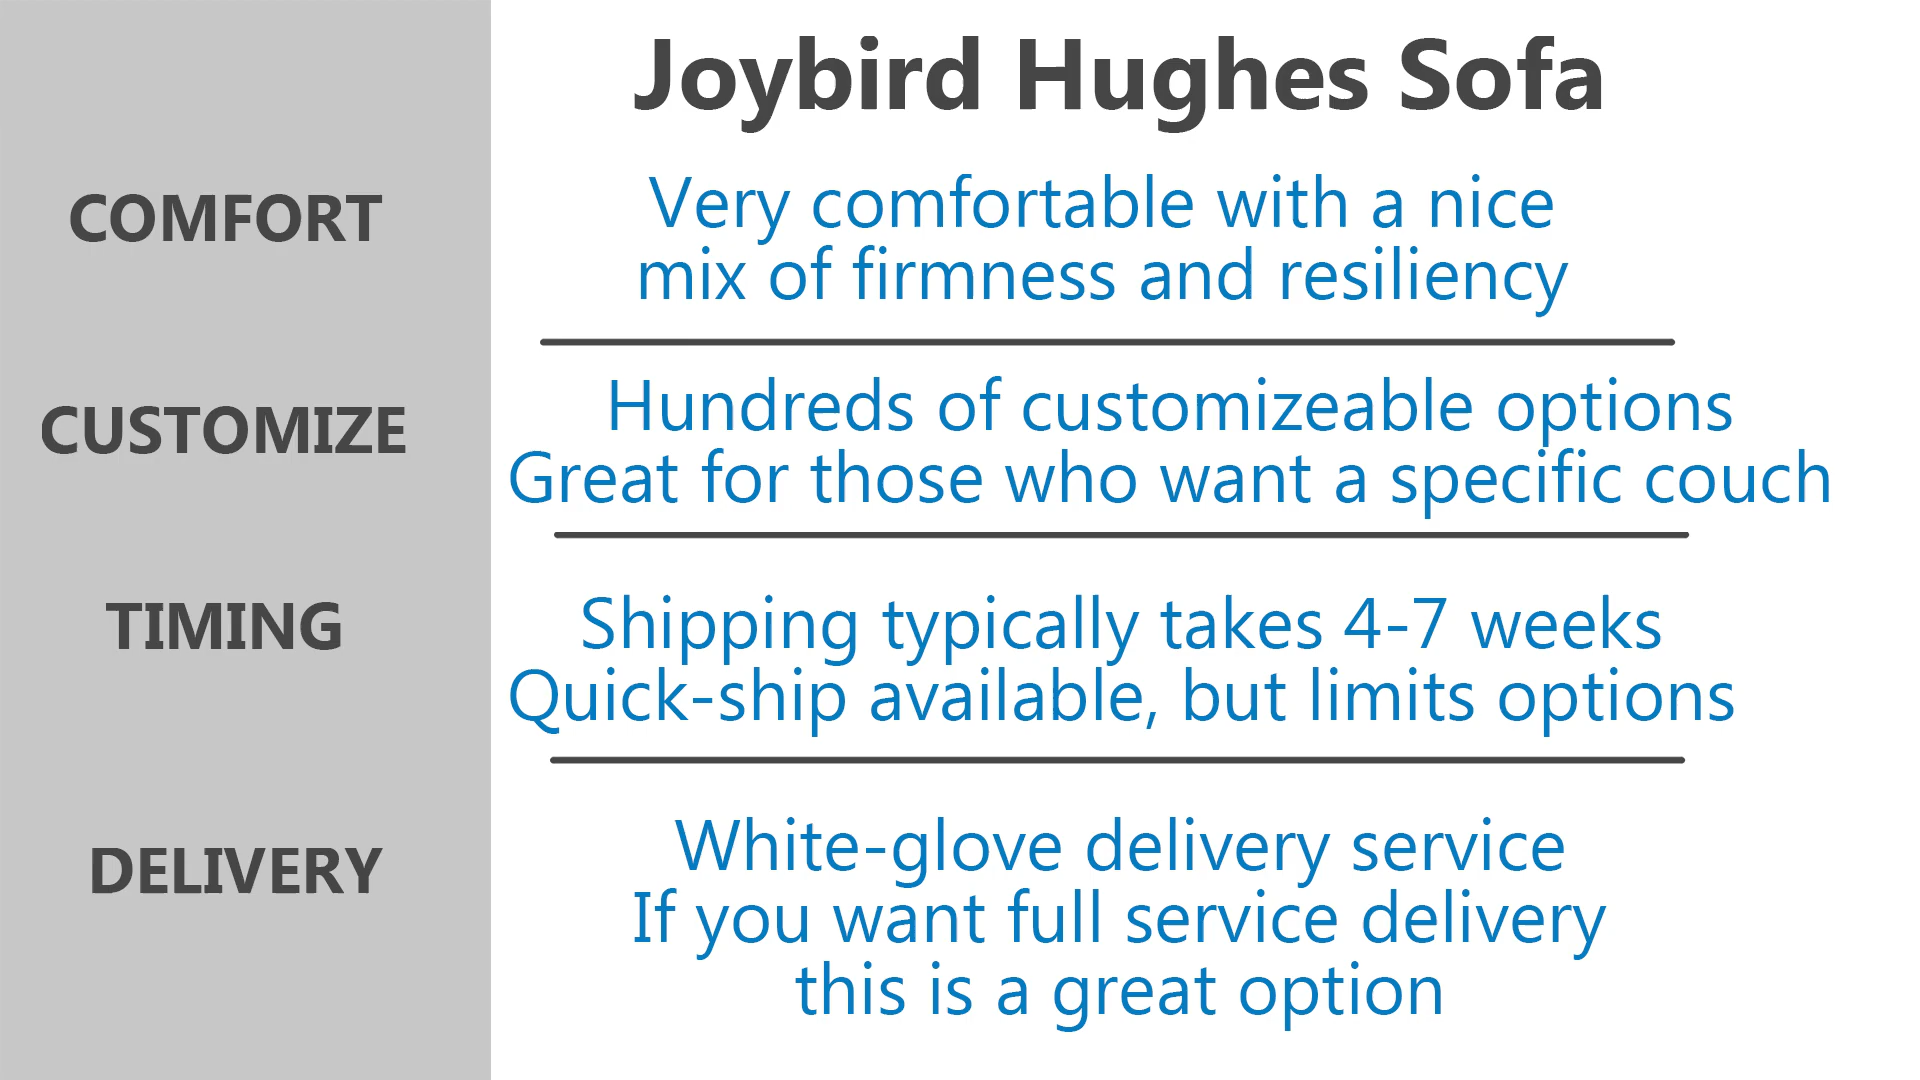 Joybird Hughes Sofa
COMFORT
Very comfortable with a nice
mix of firmness and resiliency
CUSTOMIZE
Hundreds of customizeable options
Great for those who want a specific couch
TIMING
Shipping typically takes 4-7 weeks
Quick-ship available, but limits options
DELIVERY
White-glove delivery service
If you want full service delivery
this is a great option